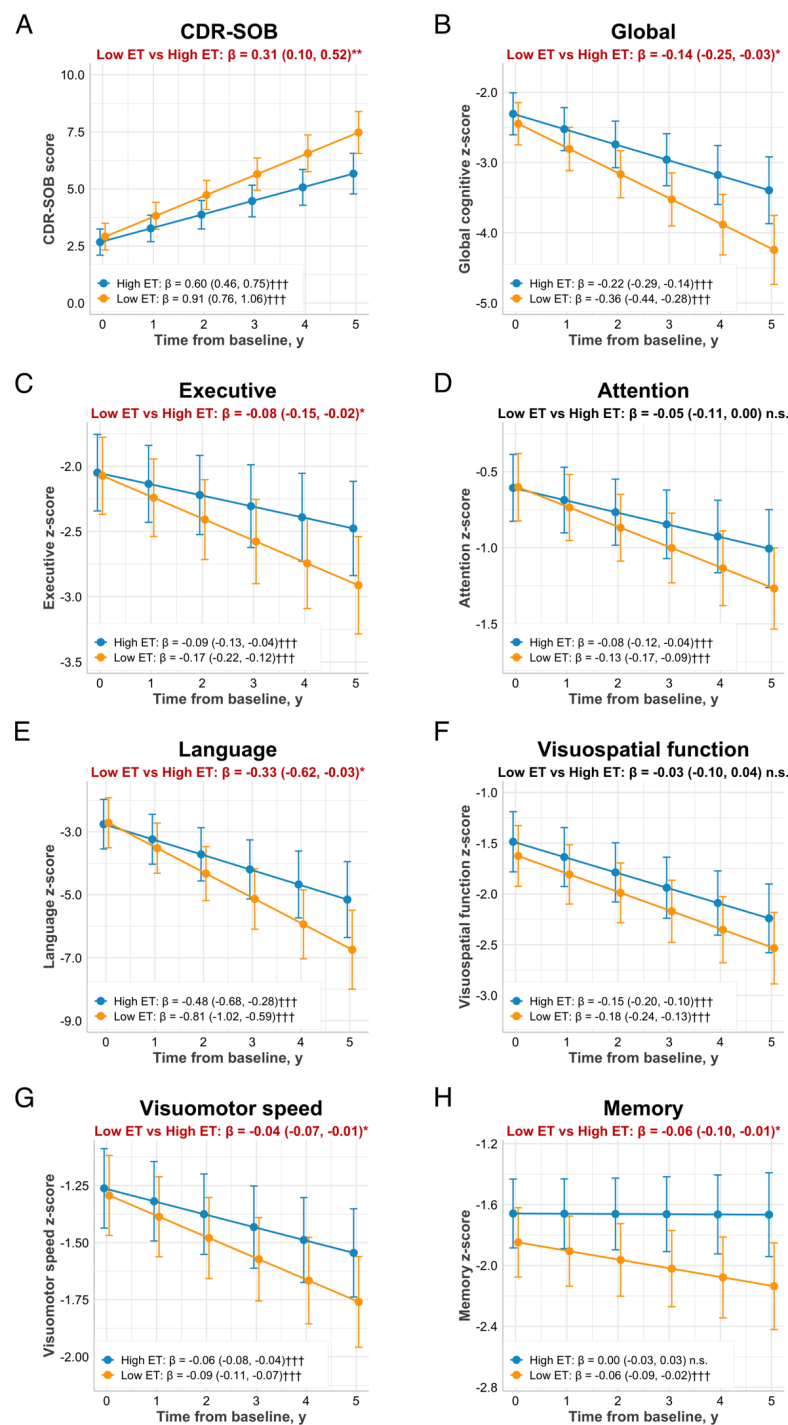 A
CDR-SOB
Low ET vs High ET: β = 0.31 (0.10, 0.52)**
CDR-SOB score
10.0
7.5
5.0
2.5
0.0
High ET: β = 0.60 (0.46, 0.75)†††
Low ET: β = 0.91 (0.76, 1.06)†††
0 1 2 3 4 5
Time from baseline, y
B
Global
Low ET vs High ET: β = -0.14 (-0.25, -0.03)*
Global cognitive z-score
-2.0
-3.0
-4.0
-5.0
High ET: β = -0.22 (-0.29, -0.14)†††
Low ET: β = -0.36 (-0.44, -0.28)†††
0 1 2 3 4 5
Time from baseline, y
C
Executive
Low ET vs High ET: β = -0.08 (-0.15, -0.02)*
Executive z-score
-2.0
-2.5
-3.0
-3.5
High ET: β = -0.09 (-0.13, -0.04)†††
Low ET: β = -0.17 (-0.22, -0.12)†††
0 1 2 3 4 5
Time from baseline, y
D
Attention
Low ET vs High ET: β = -0.05 (-0.11, 0.00) n.s.
Attention z-score
-0.5
-1.0
-1.5
High ET: β = -0.08 (-0.12, -0.04)†††
Low ET: β = -0.13 (-0.17, -0.09)†††
0 1 2 3 4 5
Time from baseline, y
E
Language
Low ET vs High ET: β = -0.33 (-0.62, -0.03)*
Language z-score
-3.0
-5.0
-7.0
-9.0
High ET: β = -0.48 (-0.68, -0.28)†††
Low ET: β = -0.81 (-1.02, -0.59)†††
0 1 2 3 4 5
Time from baseline, y
F
Visuospatial function
Low ET vs High ET: β = -0.03 (-0.10, 0.04) n.s.
Visuospatial function z-score
-1.0
-1.5
-2.0
-2.5
-3.0
High ET: β = -0.15 (-0.20, -0.10)†††
Low ET: β = -0.18 (-0.24, -0.13)†††
0 1 2 3 4 5
Time from baseline, y
G
Visuomotor speed
Low ET vs High ET: β = -0.04 (-0.07, -0.01)*
Visuomotor speed z-score
-1.25
-1.50
-1.75
-2.00
High ET: β = -0.06 (-0.08, -0.04)†††
Low ET: β = -0.09 (-0.11, -0.07)†††
0 1 2 3 4 5
Time from baseline, y
H
Memory
Low ET vs High ET: β = -0.06 (-0.10, -0.01)*
Memory z-score
-1.2
-1.6
-2.0
-2.4
-2.8
High ET: β = 0.00 (-0.03, 0.03) n.s.
Low ET: β = -0.06 (-0.09, -0.02)†††
0 1 2 3 4 5
Time from baseline, y